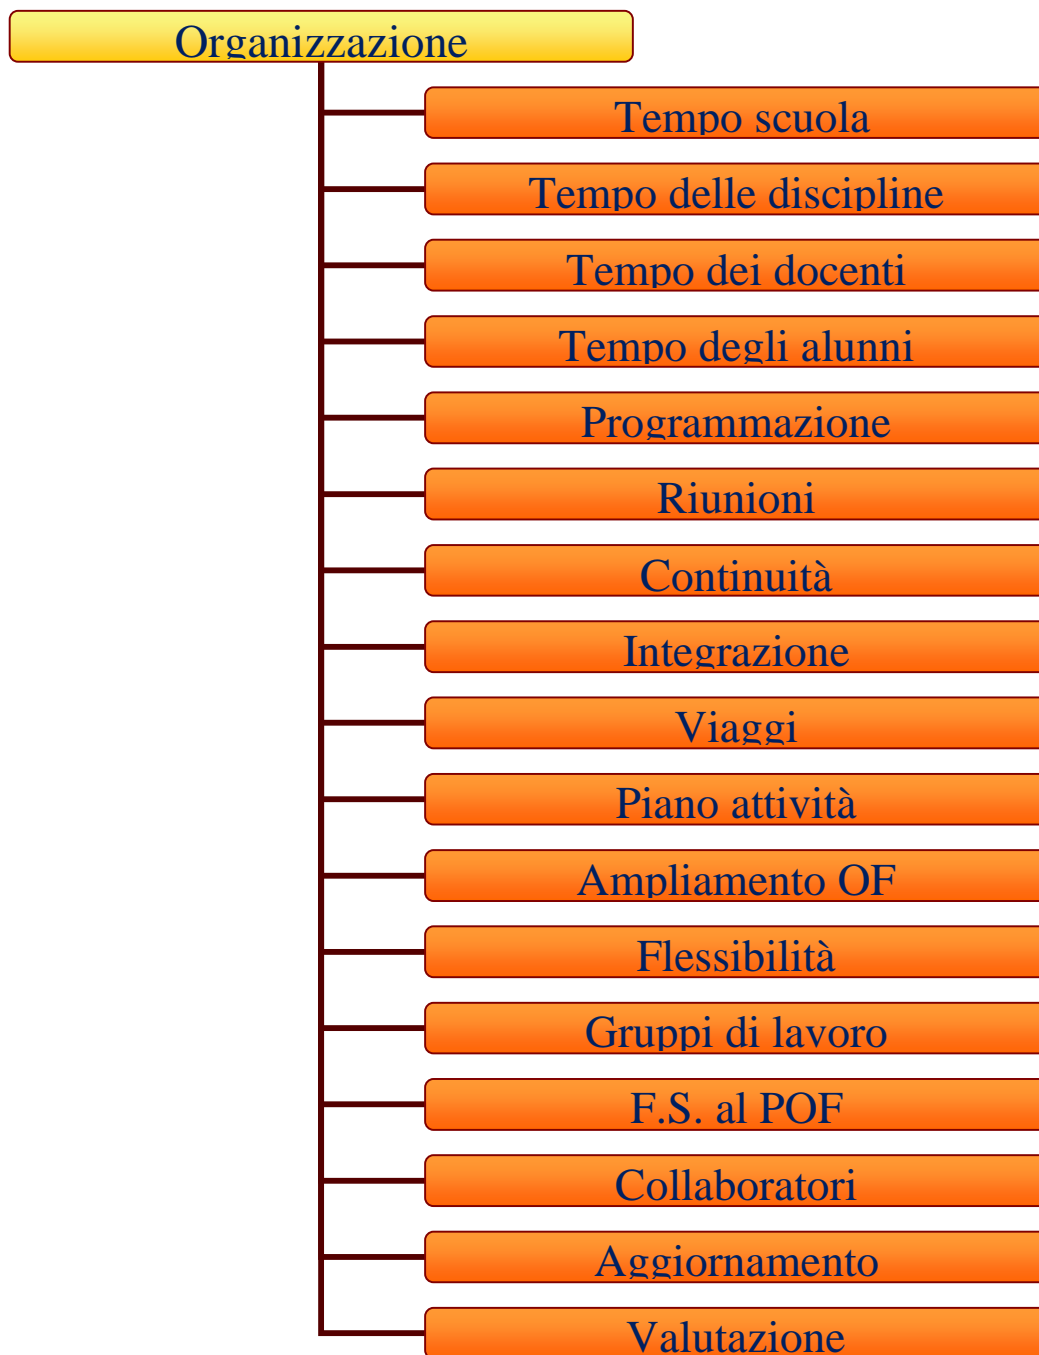 Organizzazione
Tempo scuola
Tempo delle discipline
Tempo dei docenti
Tempo degli alunni
Programmazione
Riunioni
Continuità
Integrazione
Viaggi
Piano attività
Ampliamento OF
Flessibilità
Gruppi di lavoro
F.S. al POF
Collaboratori
Aggiornamento
Valutazione